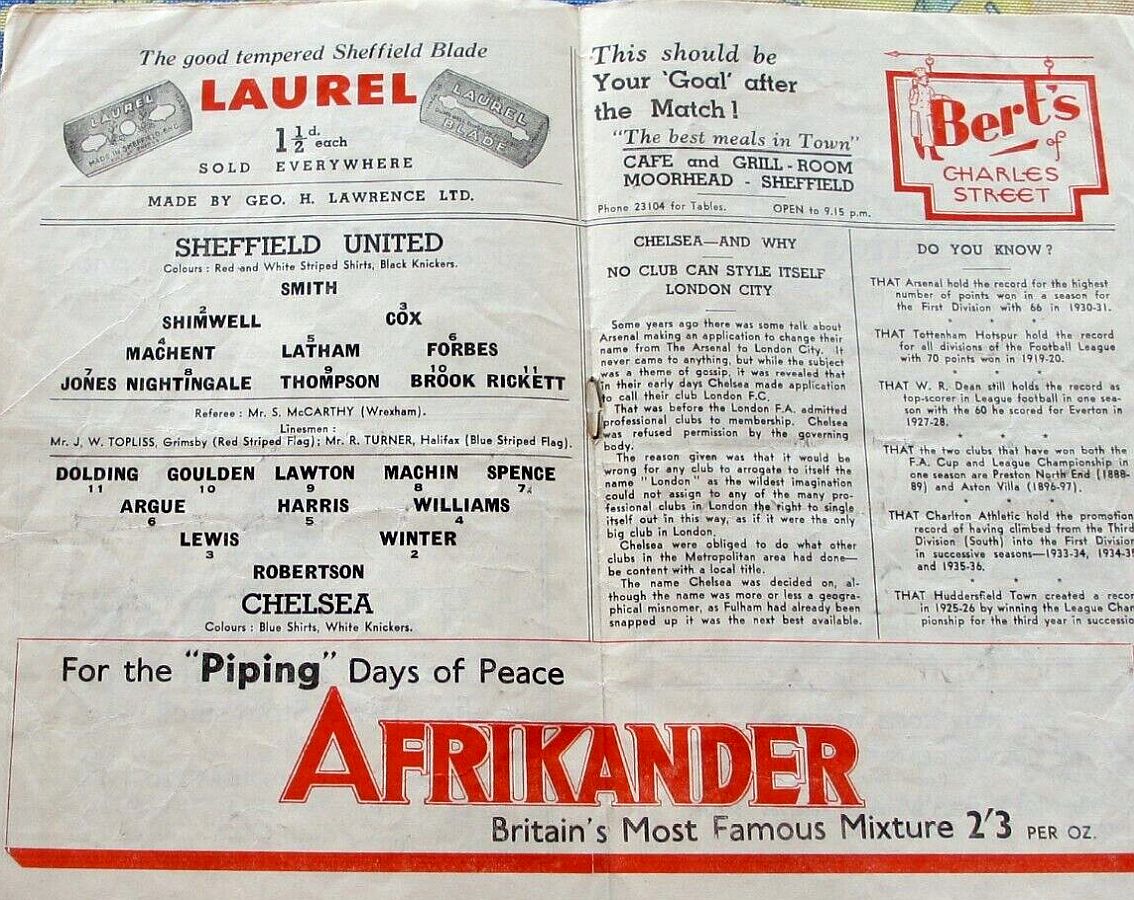 The good tempered Sheffield Blade
LAUREL
LAUREL
MADE IN SHEFFIELD ENG.
LAUREL
BLADE
1½d. each
SOLD EVERYWHERE
MADE BY GEO. H. LAWRENCE LTD.
This should be
Your 'Goal' after
the Match !
"The best meals in Town"
CAFE and GRILL - ROOM
MOORHEAD - SHEFFIELD
Phone 23104 for Tables. OPEN to 9.15 p.m.
Bert's
of
CHARLES
STREET
SHEFFIELD UNITED
Colours : Red and White Striped Shirts, Black Knickers.
SMITH
2 3
SHIMWELL COX
4 5 6
MACHENT LATHAM FORBES
7 8 9 10 11
JONES NIGHTINGALE THOMPSON BROOK RICKETT
Referee : Mr. S. McCARTHY (Wrexham).
Linesmen :
Mr. J. W. TOPLISS, Grimsby (Red Striped Flag) ; Mr. R. TURNER, Halifax (Blue Striped Flag).
DOLDING GOULDEN LAWTON MACHIN SPENCE
11 10 9 8 7
ARGUE HARRIS WILLIAMS
6 5 4
LEWIS WINTER
3 2
ROBERTSON
CHELSEA
Colours : Blue Shirts, White Knickers.
CHELSEA—AND WHY
NO CLUB CAN STYLE ITSELF
LONDON CITY
Some years ago there was some talk about
Arsenal making an application to change their
name from The Arsenal to London City. It
never came to anything, but while the subject
was a theme of gossip, it was revealed that
in their early days Chelsea made application
to call their club London F.C.
That was before the London F.A. admitted
professional clubs to membership. Chelsea
was refused permission by the governing
body.
The reason given was that it would be
wrong for any club to arrogate to itself the
name "London" as the wildest imagination
could not assign to any of the many pro-
fessional clubs in London the right to single
itself out in this way, as if it were the only
big club in London.
Chelsea were obliged to do what other
clubs in the Metropolitan area had done—
be content with a local title.
The name Chelsea was decided on, al-
though the name was more or less a geogra-
phical misnomer, as Fulham had already been
snapped up it was the next best available.
DO YOU KNOW ?
THAT Arsenal hold the record for the highest
number of points won in a season for
the First Division with 66 in 1930-31.
* * *
THAT Tottenham Hotspur hold the record
for all divisions of the Football League
with 70 points won in 1919-20.
* * *
THAT W. R. Dean still holds the record as
top-scorer in League football in one sea-
son with the 60 he scored for Everton in
1927-28.
* * *
THAT the two clubs that have won both the
F.A. Cup and League Championship in
one season are Preston North End (1888-
89) and Aston Villa (1896-97).
* * *
THAT Charlton Athletic hold the promotion
record of having climbed from the Third
Division (South) into the First Division
in successive seasons—1933-34, 1934-35
and 1935-36.
* * *
THAT Huddersfield Town created a recor
in 1925-26 by winning the League Cham
pionship for the third year in successio
For the "Piping" Days of Peace
AFRIKANDER
Britain's Most Famous Mixture 2'3 PER OZ.